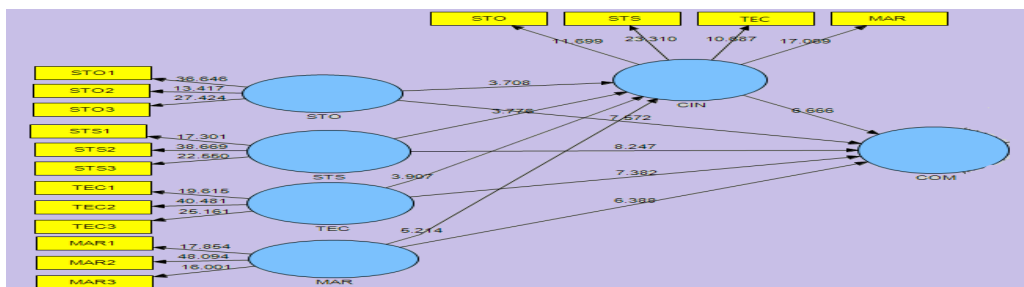 STO STS TEC MAR
11.699 23.310 10.887 17.089
STO1 36.646
STO2 13.417
STO3 27.424
STO
3.708
CIN
STS1 17.301
STS2 38.669
STS3 22.550
STS
3.778
7.572
6.666
8.247
COM
TEC1 19.615
TEC2 40.481
TEC3 25.161
TEC
3.907
7.382
6.388
MAR1 17.854
MAR2 48.094
MAR3 16.001
MAR
5.214